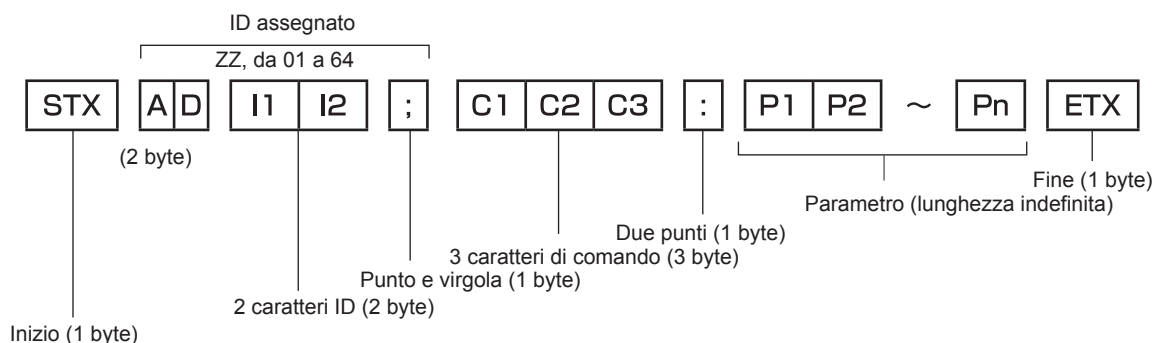 ID assegnato
ZZ, da 01 a 64
STX A D I1 I2 ; C1 C2 C3 : P1 P2 ~ Pn ETX
(2 byte)
Fine (1 byte)
Parametro (lunghezza indefinita)
Due punti (1 byte)
3 caratteri di comando (3 byte)
Punto e virgola (1 byte)
2 caratteri ID (2 byte)
Inizio (1 byte)